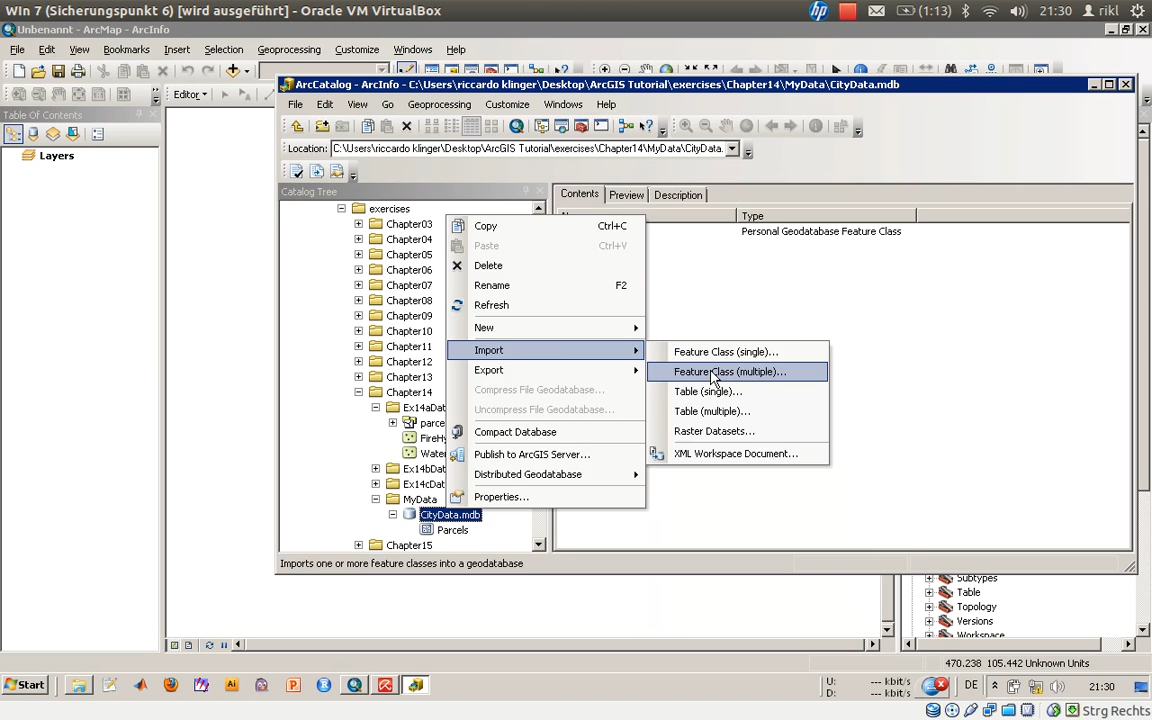 Win 7 (Sicherungspunkt 6) [wird ausgeführt] - Oracle VM VirtualBox
(1:13)
21:30
rikl
Unbenannt - ArcMap - ArcInfo
File Edit View Bookmarks Insert Selection Geoprocessing Customize Windows Help
Editor
Table Of Contents
Layers
ArcCatalog - ArcInfo - C:\Users\riccardo klinger\Desktop\ArcGIS Tutorial\exercises\Chapter14\MyData\CityData.mdb
File Edit View Go Geoprocessing Customize Windows Help
Location: C:\Users\riccardo klinger\Desktop\ArcGIS Tutorial\exercises\Chapter14\MyData\CityData.
Catalog Tree
Contents Preview Description
Type
Personal Geodatabase Feature Class
exercises
Chapter03
Chapter04
Chapter05
Chapter06
Chapter07
Chapter08
Chapter09
Chapter10
Chapter11
Chapter12
Chapter13
Chapter14
Ex14aDat
parce
FireHy
Water
Ex14bDat
Ex14cDat
MyData
CityData.mdb
Parcels
Chapter15
Copy Ctrl+C
Paste Ctrl+V
Delete
Rename F2
Refresh
New
Import
Export
Compress File Geodatabase...
Uncompress File Geodatabase...
Compact Database
Publish to ArcGIS Server...
Distributed Geodatabase
Properties...
Feature Class (single)...
Feature Class (multiple)...
Table (single)...
Table (multiple)...
Raster Datasets...
XML Workspace Document...
Imports one or more feature classes into a geodatabase
Subtypes
Table
Topology
Versions
Workspace
470.238 105.442 Unknown Units
Start
U: --- kbit/s
D: --- kbit/s
DE
21:30
Strg Rechts